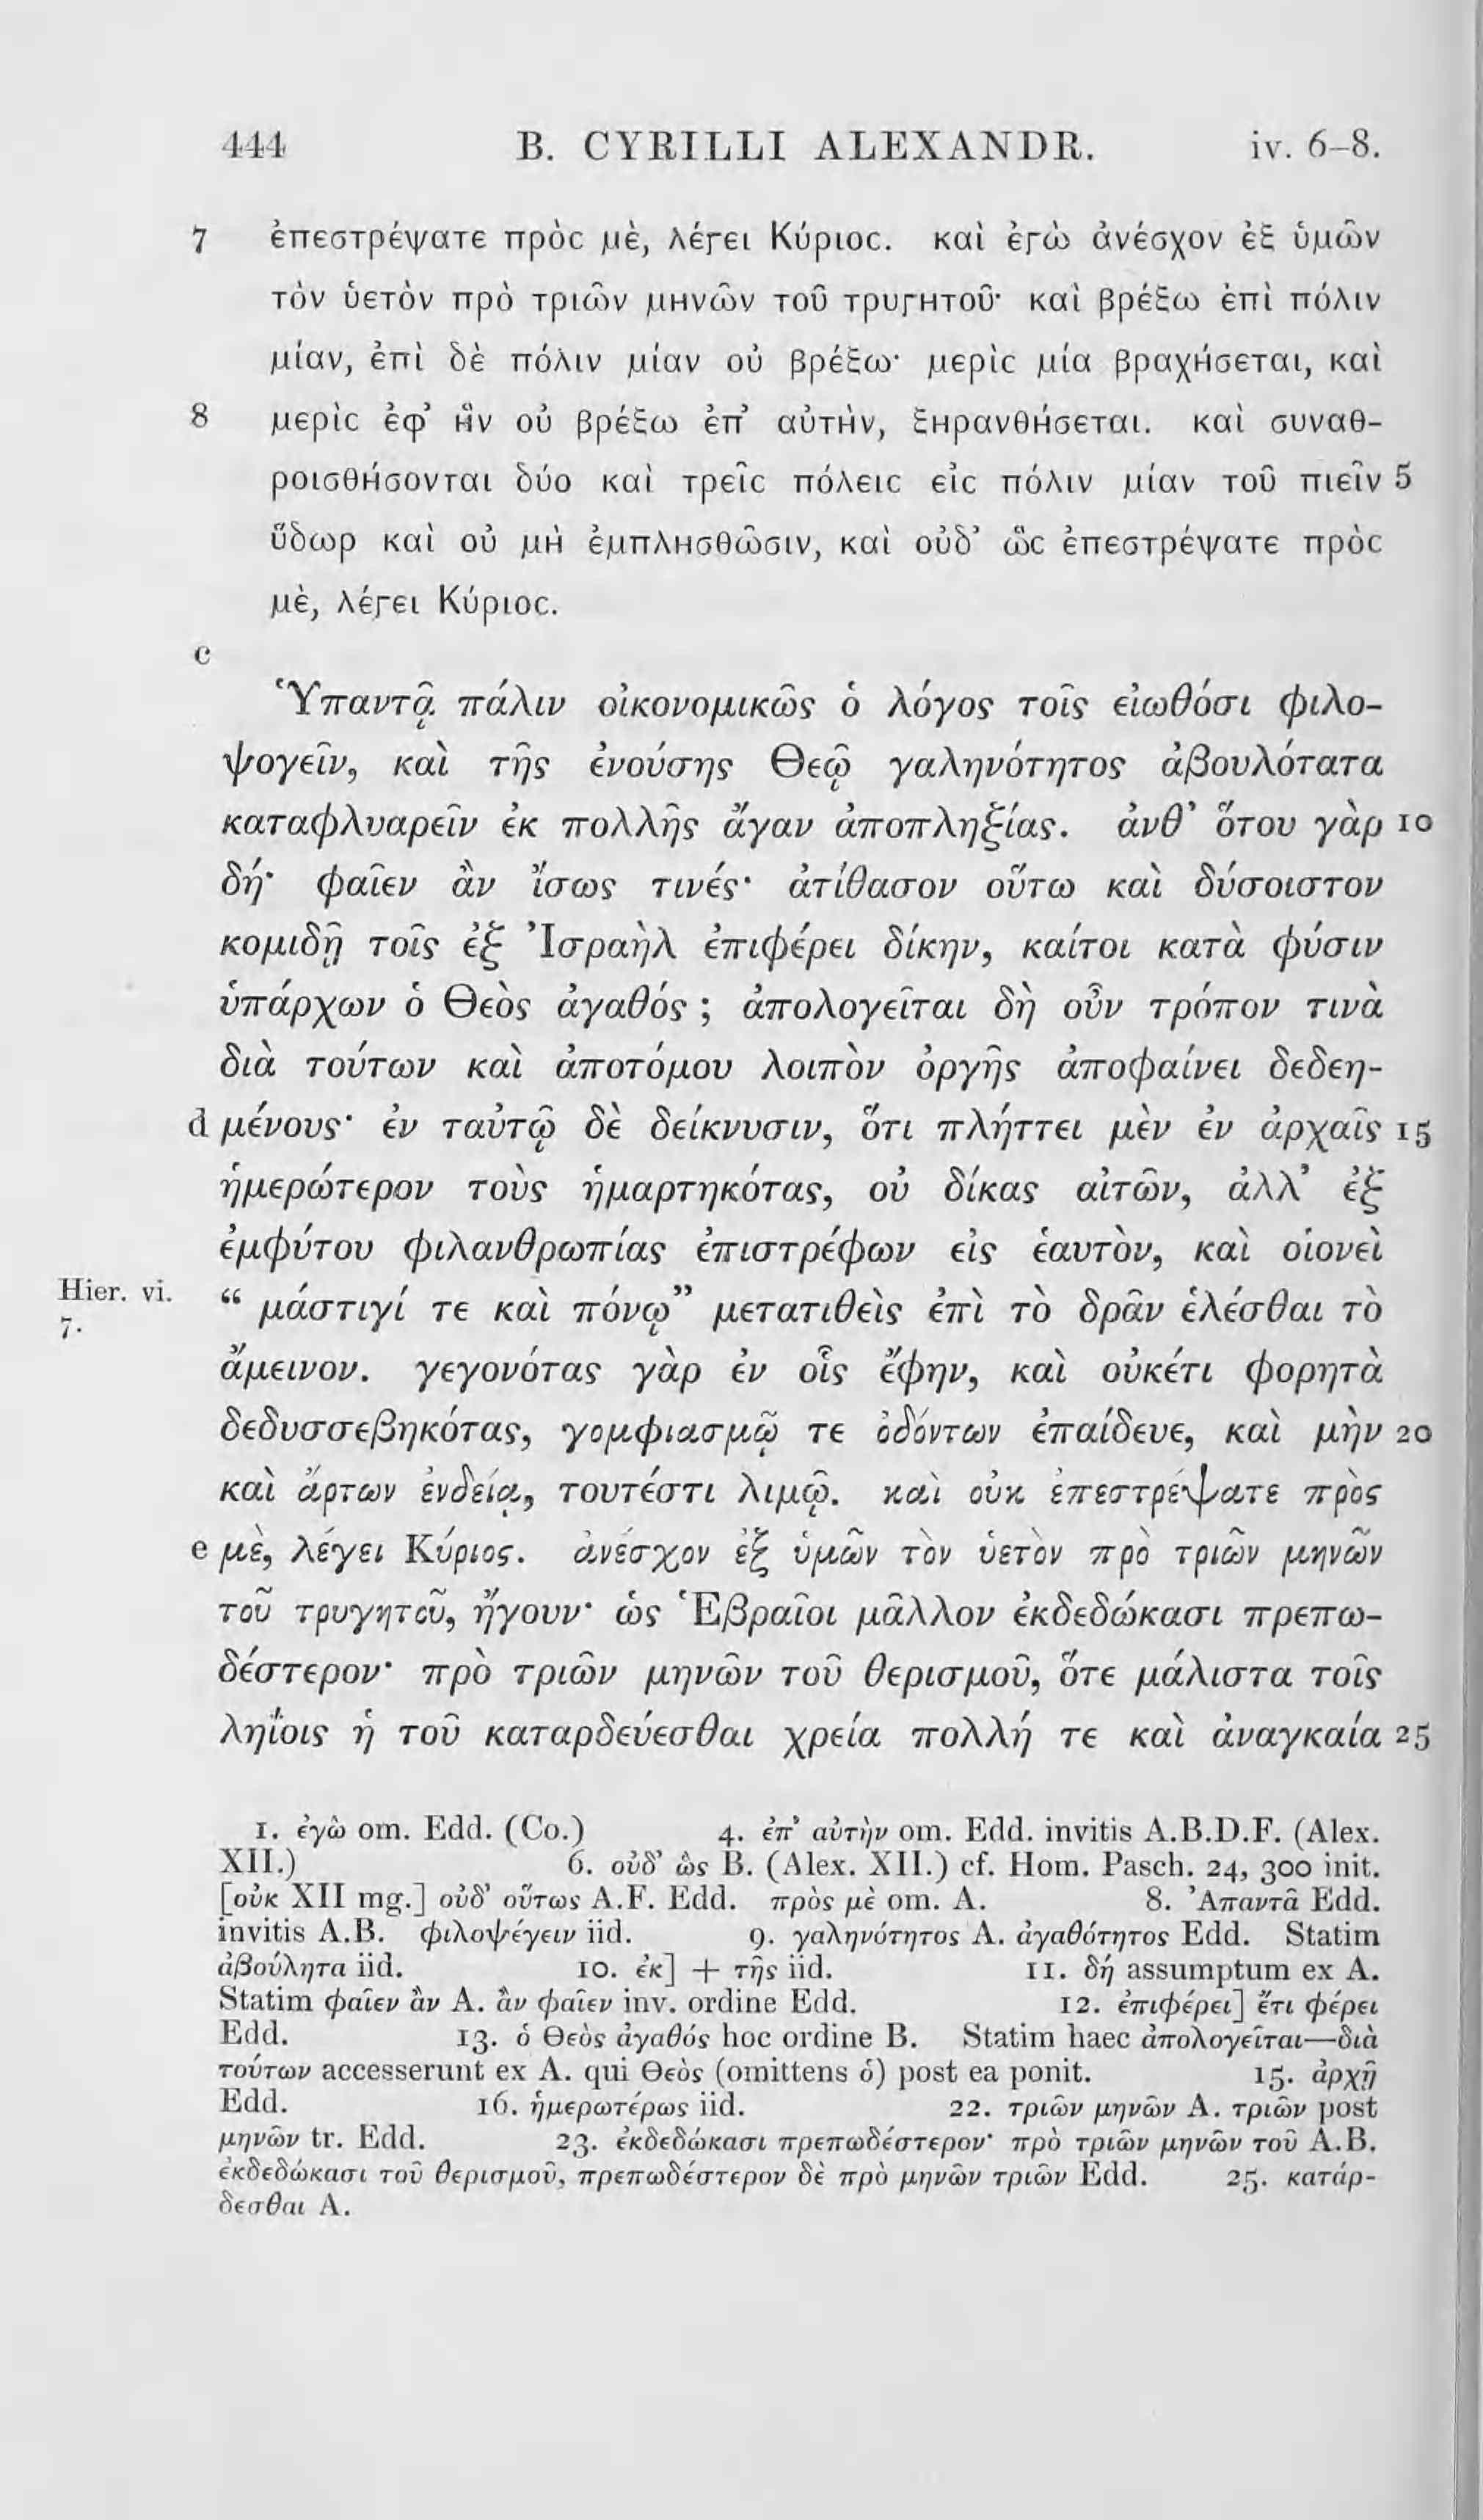 444 B. CYRILLI ALEXANDR. iv. 6–8.
7 ἐπεστρέψατε πρὸς μὲ, λέγει Κύριος. καὶ ἐγὼ ἀνέσχον ἐξ ὑμῶν
τὸν ὑετὸν πρὸ τριῶν μηνῶν τοῦ τρυγητοῦ· καὶ βρέξω ἐπὶ πόλιν
μίαν, ἐπὶ δὲ πόλιν μίαν οὐ βρέξω· μερὶς μία βραχήσεται, καὶ
8 μερὶς ἐφ’ ἣν οὐ βρέξω ἐπ’ αὐτὴν, ξηρανθήσεται. καὶ συναθ-
ροισθήσονται δύο καὶ τρεῖς πόλεις εἰς πόλιν μίαν τοῦ πιεῖν 5
ὕδωρ καὶ οὐ μὴ ἐμπλησθῶσιν, καὶ οὐδ’ ὣς ἐπεστρέψατε πρὸς
μὲ, λέγει Κύριος.
c
Ὑπαντᾷ πάλιν οἰκονομικῶς ὁ λόγος τοῖς εἰωθόσι φιλο-
ψογεῖν, καὶ τῆς ἐνούσης Θεῷ γαληνότητος ἀβουλότατα
καταφλυαρεῖν ἐκ πολλῆς ἄγαν ἀποπληξίας. ἀνθ’ ὅτου γὰρ 10
δή· φαῖεν ἂν ἴσως τινές· ἀτίθασον οὕτω καὶ δύσοιστον
κομιδῇ τοῖς ἐξ Ἰσραὴλ ἐπιφέρει δίκην, καίτοι κατὰ φύσιν
ὑπάρχων ὁ Θεὸς ἀγαθός ; ἀπολογεῖται δὴ οὖν τρόπον τινὰ
διὰ τούτων καὶ ἀποτόμου λοιπὸν ὀργῆς ἀποφαίνει δεδεη-
d μένους· ἐν ταὐτῷ δὲ δείκνυσιν, ὅτι πλήττει μὲν ἐν ἀρχαῖς 15
ἡμερώτερον τοὺς ἡμαρτηκότας, οὐ δίκας αἰτῶν, ἀλλ’ ἐξ
ἐμφύτου φιλανθρωπίας ἐπιστρέφων εἰς ἑαυτὸν, καὶ οἱονεὶ
Hier. vi. “ μάστιγί τε καὶ πόνῳ” μετατιθεὶς ἐπὶ τὸ δρᾶν ἑλέσθαι τὸ
7.
ἄμεινον. γεγονότας γὰρ ἐν οἷς ἔφην, καὶ οὐκέτι φορητὰ
δεδυσσεβηκότας, γομφιασμῷ τε ὀδόντων ἐπαίδευε, καὶ μὴν 20
καὶ ἄρτων ἐνδείᾳ, τουτέστι λιμῷ. καὶ οὐκ ἐπεστρέψατε πρὸς
e μὲ, λέγει Κύριος. ἀνέσχον ἐξ ὑμῶν τὸν ὑετὸν πρὸ τριῶν μηνῶν
τοῦ τρυγητοῦ, ἤγουν· ὡς Ἑβραῖοι μᾶλλον ἐκδεδώκασι πρεπω-
δέστερον· πρὸ τριῶν μηνῶν τοῦ θερισμοῦ, ὅτε μάλιστα τοῖς
ληΐοις ἡ τοῦ καταρδεύεσθαι χρεία πολλή τε καὶ ἀναγκαία 25
1. ἐγὼ om. Edd. (Co.) 4. ἐπ’ αὐτὴν om. Edd. invitis A.B.D.F. (Alex.
XII.) 6. οὐδ’ ὣς B. (Alex. XII.) cf. Hom. Pasch. 24, 300 init.
[οὐκ XII mg.] οὐδ’ οὕτως A.F. Edd. πρὸς μὲ om. A. 8. Ἀπαντᾶ Edd.
invitis A.B. φιλοψέγειν iid. 9. γαληνότητος A. ἀγαθότητος Edd. Statim
ἀβούλητα iid. 10. ἐκ] + τῆς iid. 11. δή assumptum ex A.
Statim φαῖεν ἂν A. ἂν φαῖεν inv. ordine Edd. 12. ἐπιφέρει] ἔτι φέρει
Edd. 13. ὁ Θεὸς ἀγαθός hoc ordine B. Statim haec ἀπολογεῖται—διὰ
τούτων accesserunt ex A. qui Θεὸς (omittens ὁ) post ea ponit. 15. ἀρχῇ
Edd. 16. ἡμερωτέρως iid. 22. τριῶν μηνῶν A. τριῶν post
μηνῶν tr. Edd. 23. ἐκδεδώκασι πρεπωδέστερον· πρὸ τριῶν μηνῶν τοῦ A.B.
ἐκδεδώκασι τοῦ θερισμοῦ, πρεπωδέστερον δὲ πρὸ μηνῶν τριῶν Edd. 25. κατάρ-
δεσθαι A.